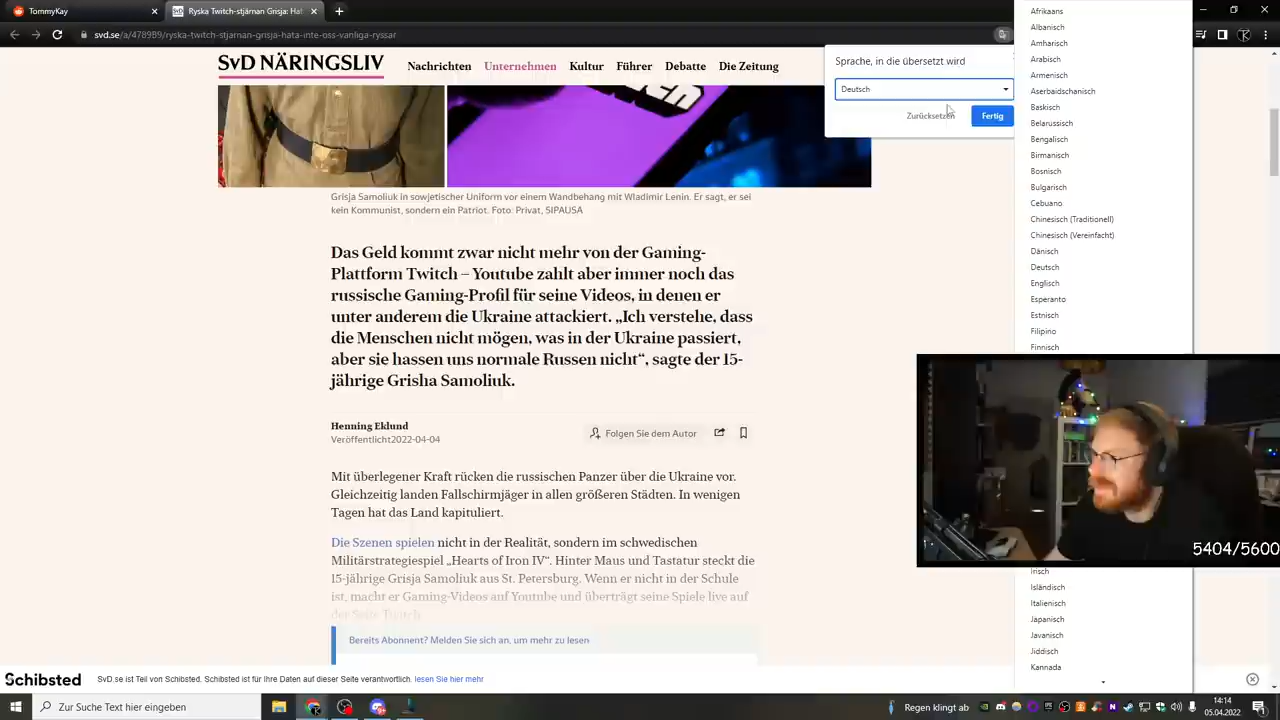 TommyKay
Ryska Twitch-stjärnan Grisja: Hat
svd.se/a/47B9B9/ryska-twitch-stjarnan-grisja-hata-inte-oss-vanliga-ryssar
SvD NÄRINGSLIV
Nachrichten
Unternehmen
Kultur
Führer
Debatte
Die Zeitung
Sprache, in die übersetzt wird
Deutsch
Zurücksetzen
Fertig
Afrikaans
Albanisch
Amharisch
Arabisch
Armenisch
Aserbaidschanisch
Baskisch
Belarussisch
Bengalisch
Birmanisch
Bosnisch
Bulgarisch
Cebuano
Chinesisch (Traditionell)
Chinesisch (Vereinfacht)
Dänisch
Deutsch
Englisch
Esperanto
Estnisch
Filipino
Finnisch
Irisch
Isländisch
Italienisch
Japanisch
Javanisch
Jiddisch
Kannada
Grisja Samoliuk in sowjetischer Uniform vor einem Wandbehang mit Wladimir Lenin. Er sagt, er sei
kein Kommunist, sondern ein Patriot. Foto: Privat, SIPAUSA
Das Geld kommt zwar nicht mehr von der Gaming-
Plattform Twitch – Youtube zahlt aber immer noch das
russische Gaming-Profil für seine Videos, in denen er
unter anderem die Ukraine attackiert. „Ich verstehe, dass
die Menschen nicht mögen, was in der Ukraine passiert,
aber sie hassen uns normale Russen nicht“, sagte der 15-
jährige Grisha Samoliuk.
Henning Eklund
Veröffentlicht2022-04-04
Folgen Sie dem Autor
Mit überlegener Kraft rücken die russischen Panzer über die Ukraine vor.
Gleichzeitig landen Fallschirmjäger in allen größeren Städten. In wenigen
Tagen hat das Land kapituliert.
Die Szenen spielen nicht in der Realität, sondern im schwedischen
Militärstrategiespiel „Hearts of Iron IV“. Hinter Maus und Tastatur steckt die
15-jährige Grisja Samoliuk aus St. Petersburg. Wenn er nicht in der Schule
ist, macht er Gaming-Videos auf Youtube und überträgt seine Spiele live auf
der Seite Twitch.
Bereits Abonnent? Melden Sie sich an, um mehr zu lesen
5404/5600
Schibsted
SvD.se ist Teil von Schibsted. Schibsted ist für Ihre Daten auf dieser Seite verantwortlich. lesen Sie hier mehr
Zur Suche Text hier eingeben
Regen klingt ab
14:14
05.04.2022